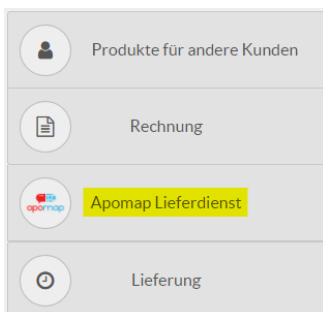 Produkte für andere Kunden
Rechnung
apomap
Apomap Lieferdienst
Lieferung